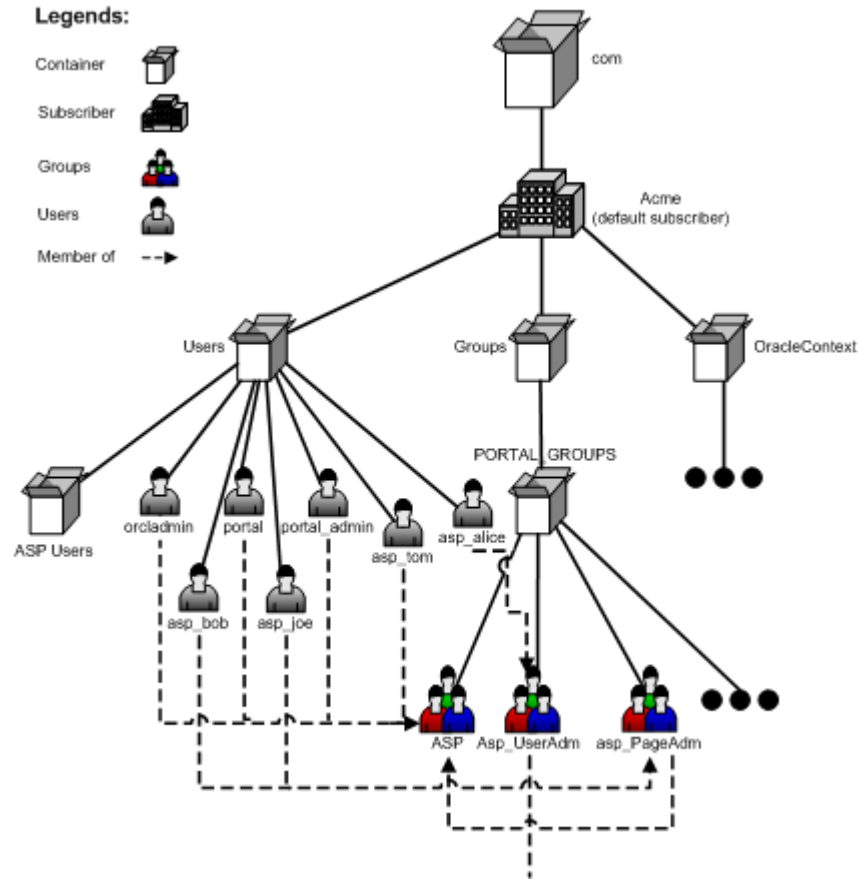 Legends:
Container
Subscriber
Groups
Users
Member of
com
Acme
(default subscriber)
Users
Groups
OracleContext
PORTAL_GROUPS
ASP Users
orcladmin
portal
portal_admin
asp_tom
asp_alice
asp_bob
asp_joe
ASP
Asp_UserAdm
asp_PageAdm